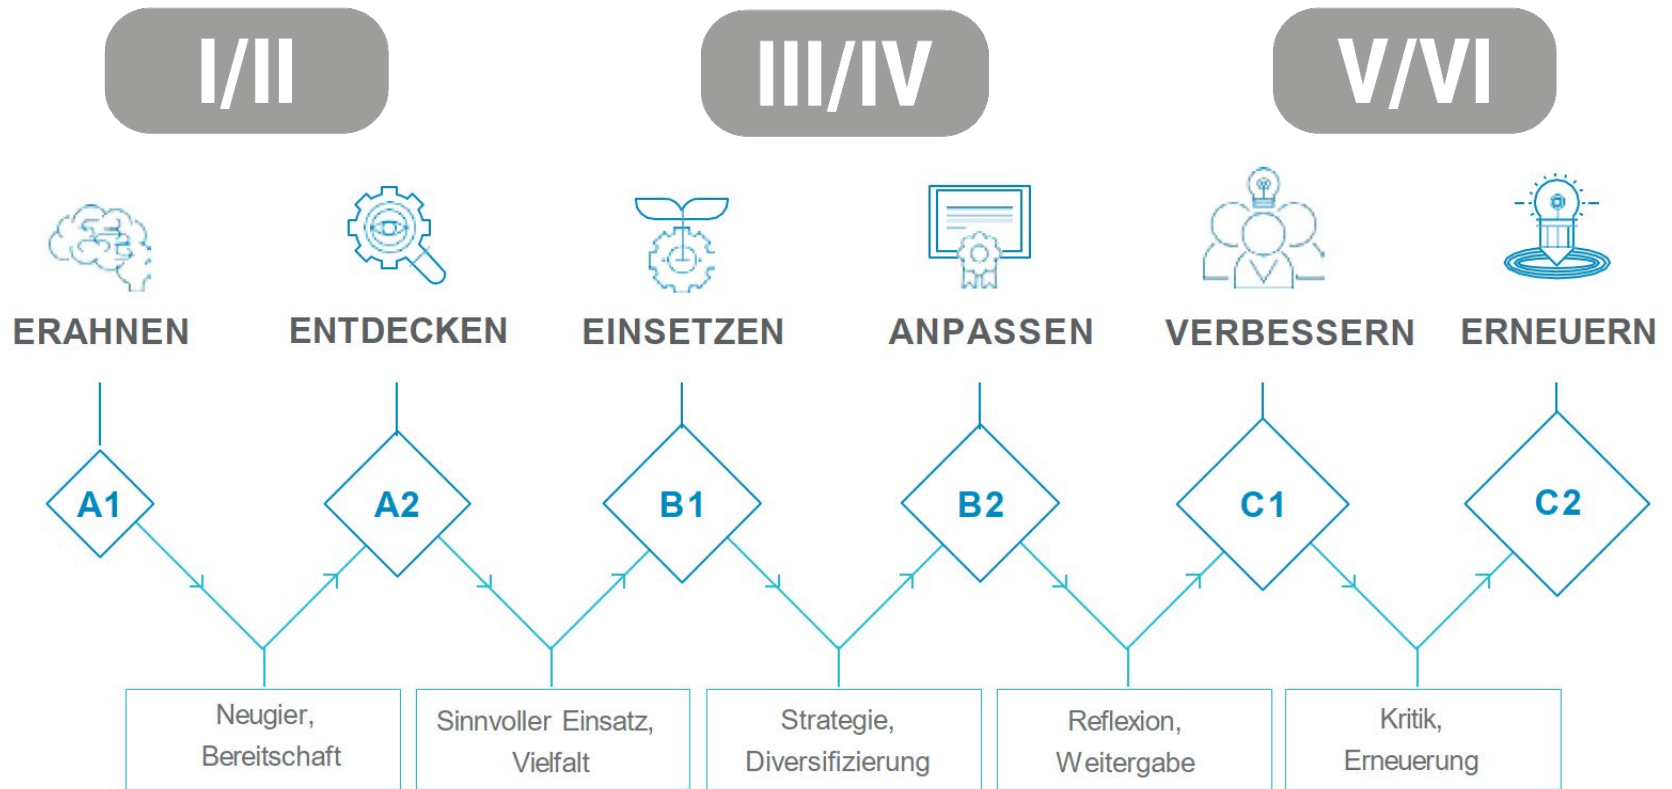 I/II
III/IV
V/VI
ERAHNEN
ENTDECKEN
EINSETZEN
ANPASSEN
VERBESSERN
ERNEUERN
A1
A2
B1
B2
C1
C2
Neugier,
Bereitschaft
Sinnvoller Einsatz,
Vielfalt
Strategie,
Diversifizierung
Reflexion,
Weitergabe
Kritik,
Erneuerung